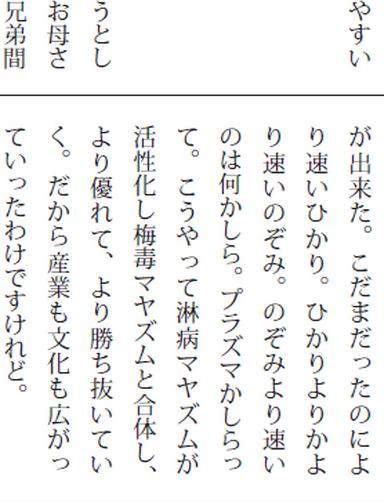 やすい
うとし
お母さ
兄弟間
が出来た。こだまだったのによ
り速いひかり。ひかりよりかよ
り速いのぞみ。のぞみより速い
のは何かしら。プラズマかしらっ
て。こうやって淋病マヤズムが
活性化し梅毒マヤズムと合体し、
より優れて、より勝ち抜いてい
く。だから産業も文化も広がっ
ていったわけですけれど。